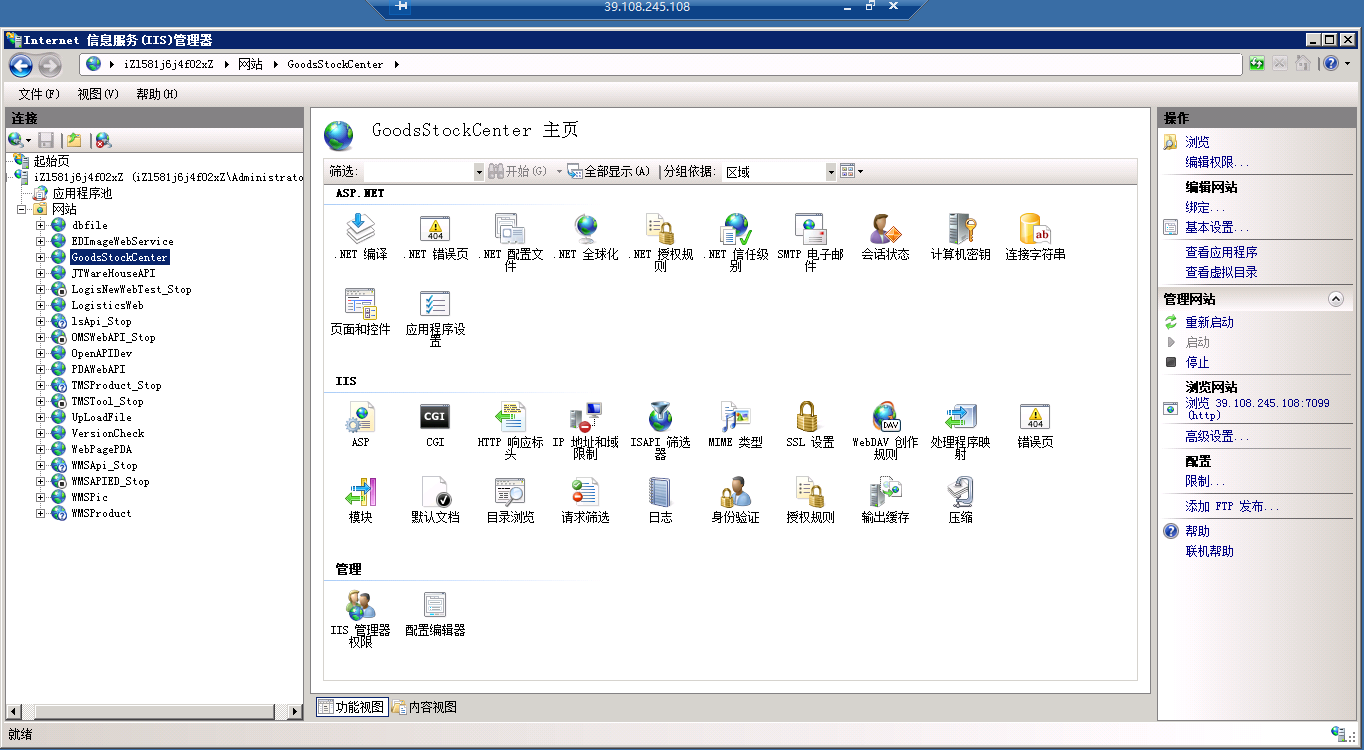 39.108.245.108
Internet 信息服务(IIS)管理器
iZl581j6j4f02xZ 网站 GoodsStockCenter
文件(F) 视图(V) 帮助(H)
连接
起始页
iZl581j6j4f02xZ (iZl581j6j4f02xZ\Administrato
应用程序池
网站
dbfile
EDImageWebService
GoodsStockCenter
JTWareHouseAPI
LogisNewWebTest_Stop
LogisticsWeb
lsApi_Stop
OMSWebAPI_Stop
OpenAPIDev
PDAWebAPI
TMSProduct_Stop
TMSTool_Stop
UpLoadFile
VersionCheck
WebPagePDA
WMSApi_Stop
WMSAPIED_Stop
WMSPic
WMSProduct
GoodsStockCenter 主页
筛选: 开始(G) 全部显示(A) 分组依据: 区域
ASP.NET
.NET 编译
.NET 错误页
.NET 配置文件
.NET 全球化
.NET 授权规则
.NET 信任级别
SMTP 电子邮件
会话状态
计算机密钥
连接字符串
页面和控件
应用程序设置
IIS
ASP
CGI
HTTP 响应标头
IP 地址和域限制
ISAPI 筛选器
MIME 类型
SSL 设置
WebDAV 创作规则
处理程序映射
错误页
模块
默认文档
目录浏览
请求筛选
日志
身份验证
授权规则
输出缓存
压缩
管理
IIS 管理器权限
配置编辑器
功能视图 内容视图
操作
浏览
编辑权限...
编辑网站
绑定...
基本设置...
查看应用程序
查看虚拟目录
管理网站
重新启动
启动
停止
浏览网站
浏览 39.108.245.108:7099
(http)
高级设置...
配置
限制...
添加 FTP 发布...
帮助
联机帮助
就绪